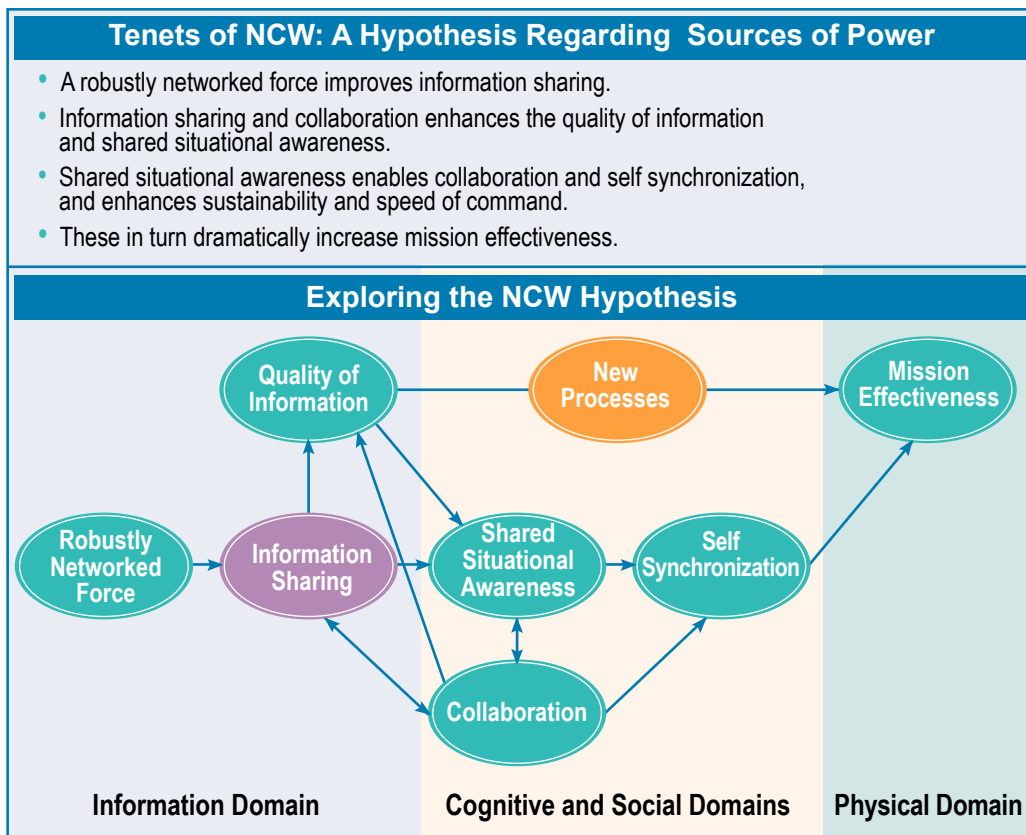 Tenets of NCW: A Hypothesis Regarding Sources of Power
• A robustly networked force improves information sharing.
• Information sharing and collaboration enhances the quality of information
and shared situational awareness.
• Shared situational awareness enables collaboration and self synchronization,
and enhances sustainability and speed of command.
• These in turn dramatically increase mission effectiveness.
Exploring the NCW Hypothesis
Quality of
Information
New
Processes
Mission
Effectiveness
Robustly
Networked
Force
Information
Sharing
Shared
Situational
Awareness
Self
Synchronization
Collaboration
Information Domain
Cognitive and Social Domains
Physical Domain